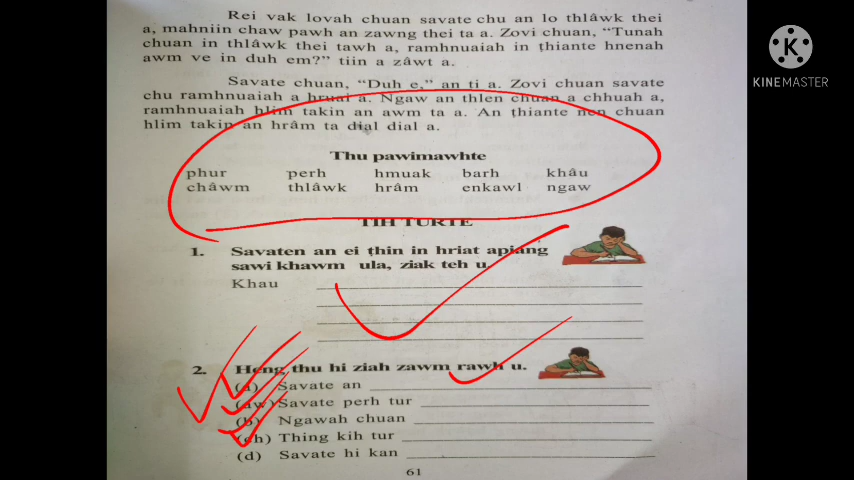 Rei vak lovah chuan savate chu an lo thlâwk thei
a, mahniin chaw pawh an zawng thei ta a. Zovi chuan, “Tunah
chuan in thlâwk thei tawh a, ramhnuaiah in ṭhiante hnenah
awm ve in duh em?” tiin a zâwt a.
Savate chuan, “Duh e,” an ti a. Zovi chuan savate
chu ramhnuaiah a hruai a. Ngaw an thlen chuan a chhuah a,
ramhnuaiah hlim takin an awm ta a. An ṭhiante nen chuan
hlim takin an hrâm ta dial dial a.
Thu pawimawhte
phur perh hmuak barh khâu
châwm thlâwk hrâm enkawl ngaw
TIH TURTE
1. Savaten an ei ṭhin in hriat apiang
sawi khawm ula, ziak teh u.
Khau
2. Heng thu hi ziah zawm rawh u.
(a) Savate an
(aw) Savate perh tur
(b) Ngawah chuan
(ch) Thing kih tur
(d) Savate hi kan
61
K
KINEMASTER